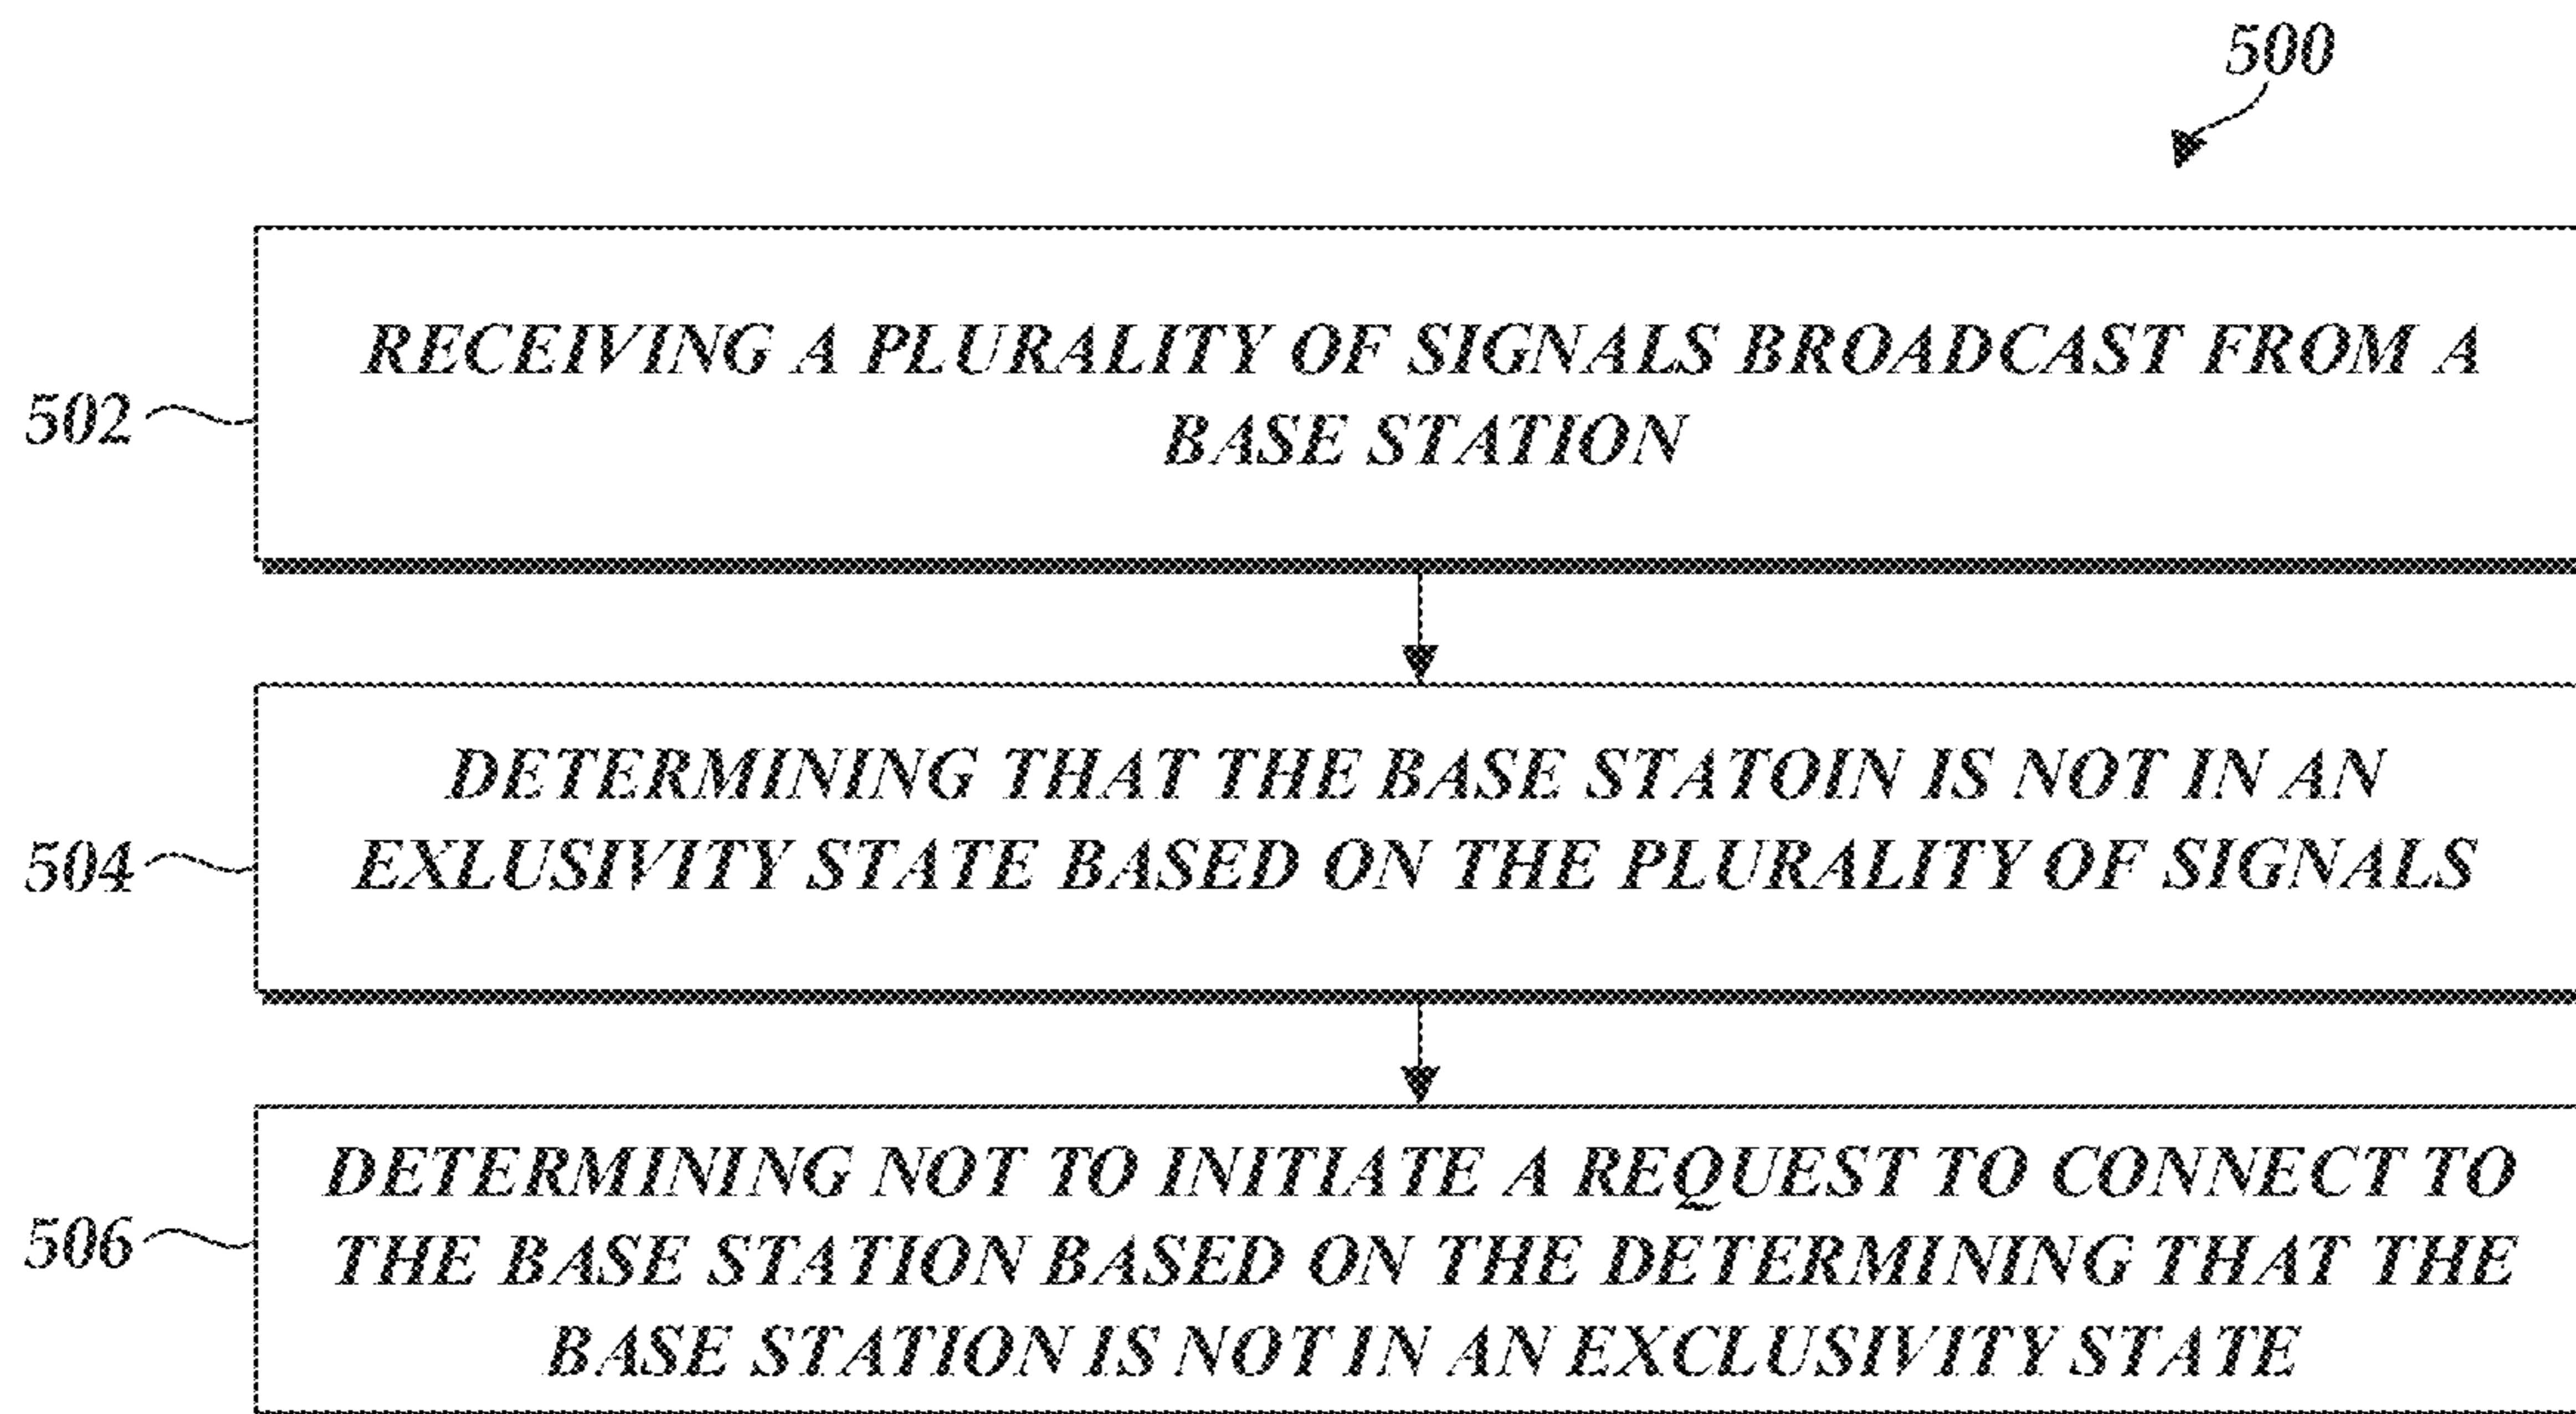 500
RECEIVING A PLURALITY OF SIGNALS BROADCAST FROM A
BASE STATION
502
DETERMINING THAT THE BASE STATOIN IS NOT IN AN
EXLUSIVITY STATE BASED ON THE PLURALITY OF SIGNALS
504
DETERMINING NOT TO INITIATE A REQUEST TO CONNECT TO
THE BASE STATION BASED ON THE DETERMINING THAT THE
BASE STATION IS NOT IN AN EXCLUSIVITY STATE
506